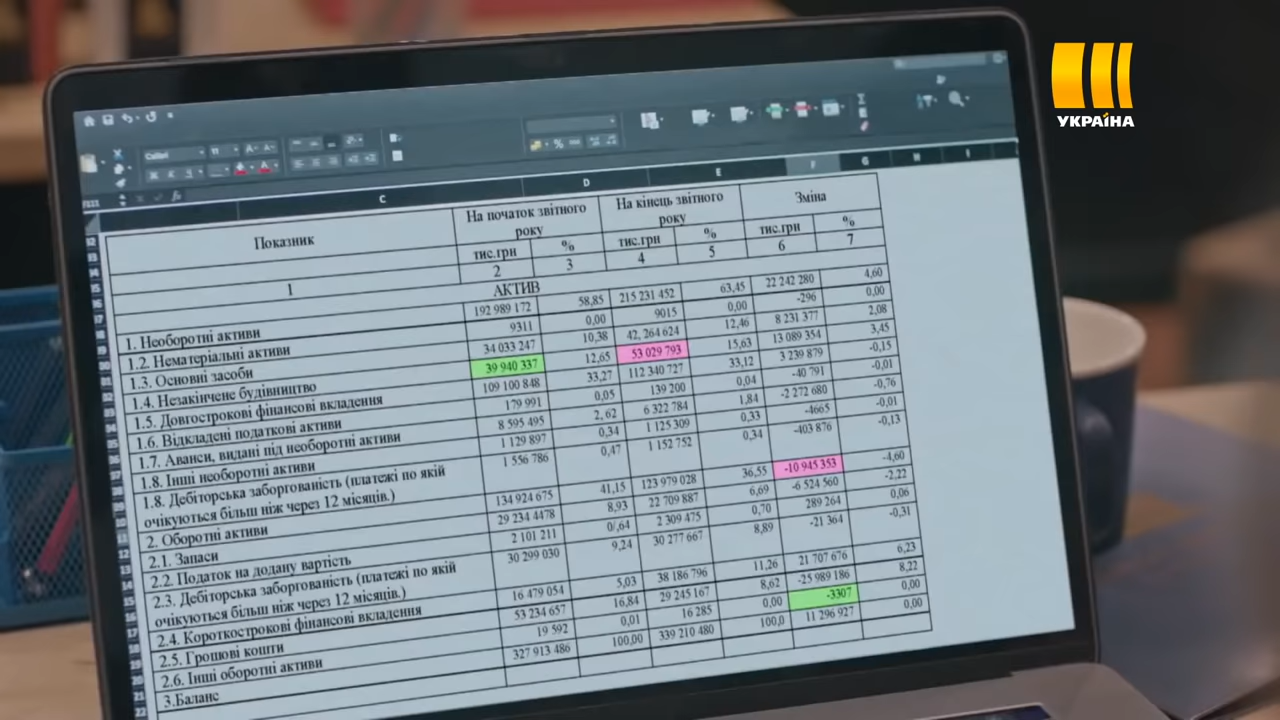 УКРАЇНА
Calibri
11
C D E F G H I
Показник На початок звітного року На кінець звітного року Зміна
тис.грн % тис.грн % тис.грн %
1 2 3 4 5 6 7
АКТИВ
1. Необоротні активи 192 989 172 58,85 215 231 452 63,45 22 242 280 4,60
1.2. Нематеріальні активи 9311 0,00 9015 0,00 -296 0,00
1.3. Основні засоби 34 033 247 10,38 42, 264 624 12,46 8 231 377 2,08
1.4. Незакінчене будівництво 39 940 337 12,65 53 029 793 15,63 13 089 354 3,45
1.5. Довгострокові фінансові вкладення 109 100 848 33,27 112 340 727 33,12 3 239 879 -0,15
1.6. Відкладені податкові активи 179 991 0,05 139 200 0,04 -40 791 -0,01
1.7. Аванси, видані під необоротні активи 8 595 495 2, 62 6 322 784 1,84 -2 272 680 -0,76
1.8. Інші необоротні активи 1 129 897 0,34 1 125 309 0,33 -4665 -0,01
1.8. Дебіторська заборгованість (платежі по якій 1 556 786 0,47 1 152 752 0,34 -403 876 -0,13
очікуються більш ніж через 12 місяців.)
2. Оборотні активи 134 924 675 41,15 123 979 028 36,55 -10 945 353 -4,60
2.1. Запаси 29 234 4478 8,93 22 709 887 6,69 -6 524 560 -2,22
2.2. Податок на додану вартість 2 101 211 0/,64 2 309 475 0,70 289 264 0,06
2.3. Дебіторська заборгованість (платежі по якій 30 299 030 9,24 30 277 667 8,89 -21 364 -0,31
очікуються більш ніж через 12 місяців.)
2.4. Короткострокові фінансові вкладення 16 479 054 5,03 38 186 796 11,26 21 707 676 6,23
2.5. Грошові кошти 53 234 657 16,84 29 245 167 8,62 -25 989 186 8,22
2.6. Інші оборотні активи 19 592 0,01 16 285 0,00 -3307 0,00
3.Баланс 327 913 486 100,00 339 210 480 100,0 11 296 927 0,00